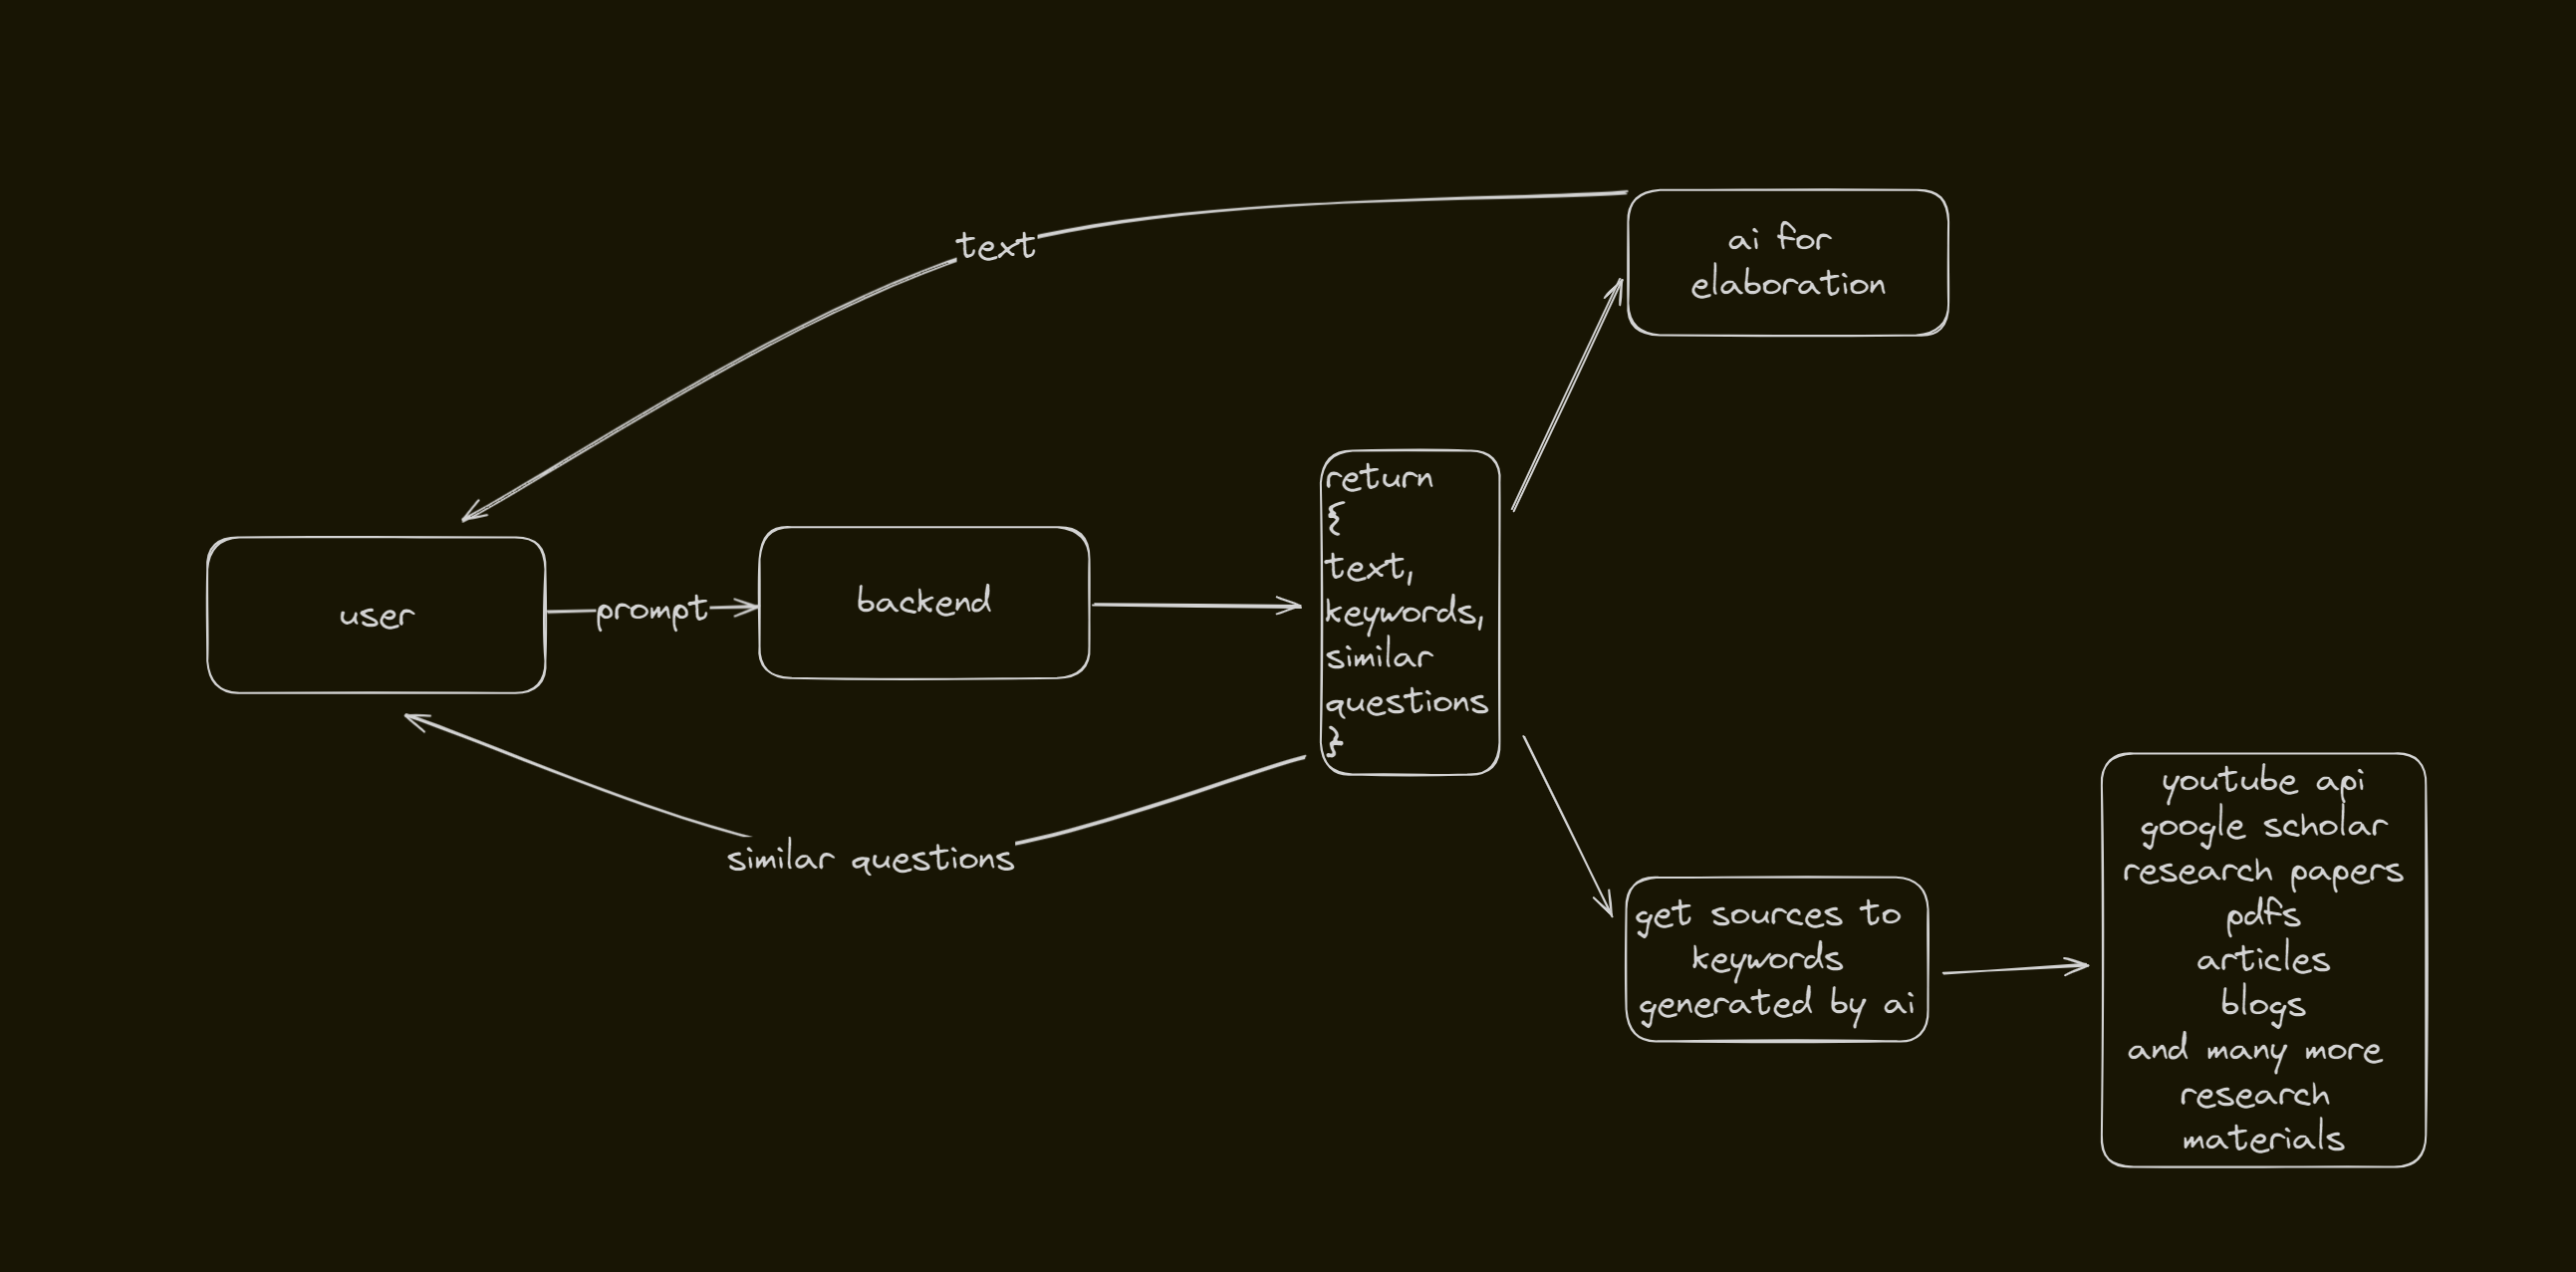 text
ai for
elaboration
user
prompt
backend
return
{
text,
keywords,
similar
questions
}
similar questions
get sources to
keywords
generated by ai
youtube api
google scholar
research papers
pdfs
articles
blogs
and many more
research
materials